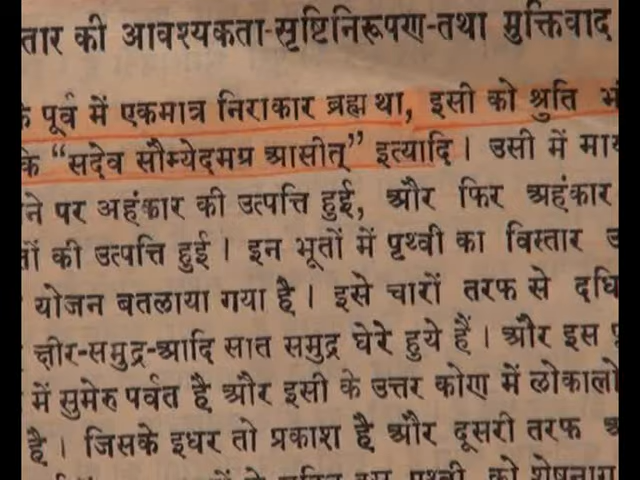 तार की आवश्यकता-सृष्टिनिरूपण-तथा मुक्तिवाद
पूर्व में एकमात्र निराकार ब्रह्म था, इसी को श्रुति
के “सदेव सौम्येदमग्र आसीत्” इत्यादि । उसी में
ने पर अहंकार की उत्पत्ति हुई, और फिर अहंकार
की उत्पत्ति हुई । इन भूतों में पृथ्वी का विस्तार
योजन बतलाया गया है । इसे चारों तरफ से दधि
क्षीर-समुद्र-आदि सात समुद्र घेरे हुये हैं । और इस
में सुमेरु पर्वत है और इसी के उत्तर कोण में लोकालो
है । जिसके इधर तो प्रकाश है और दूसरी तरफ
पृथ्वी को शेषनाग